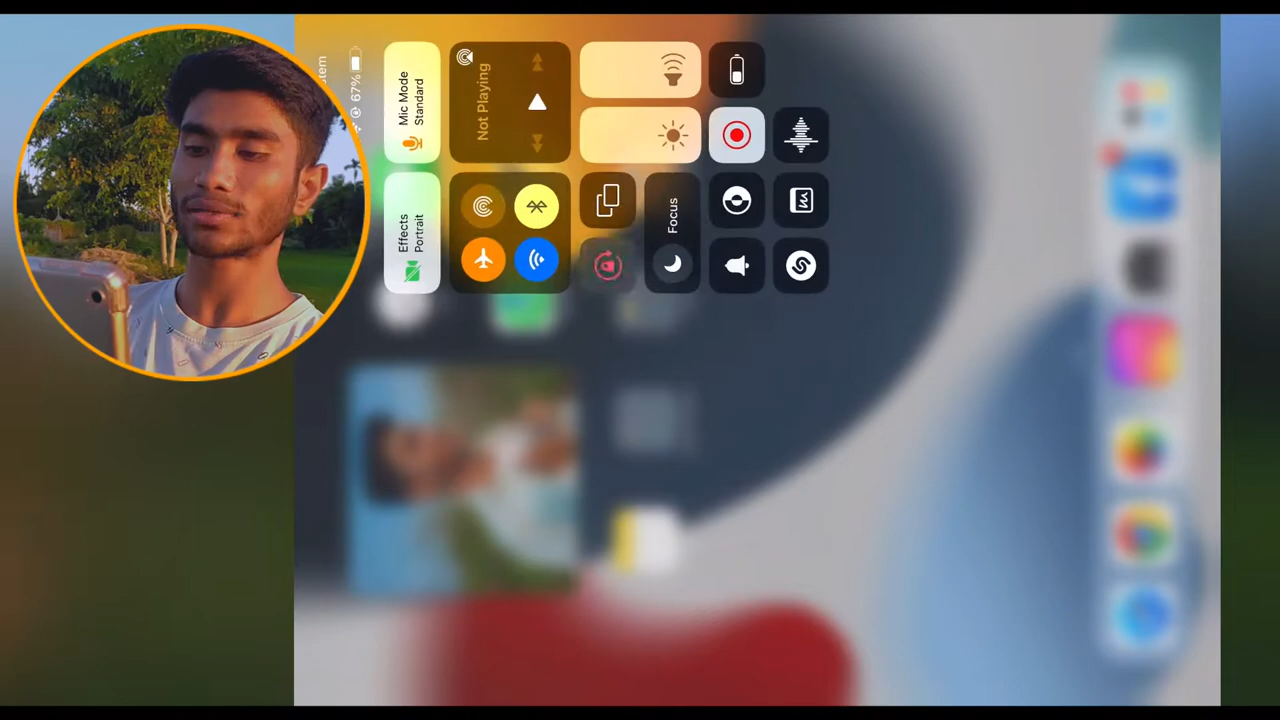 67%
Mic Mode
Standard
Not Playing
Effects
Portrait
Focus